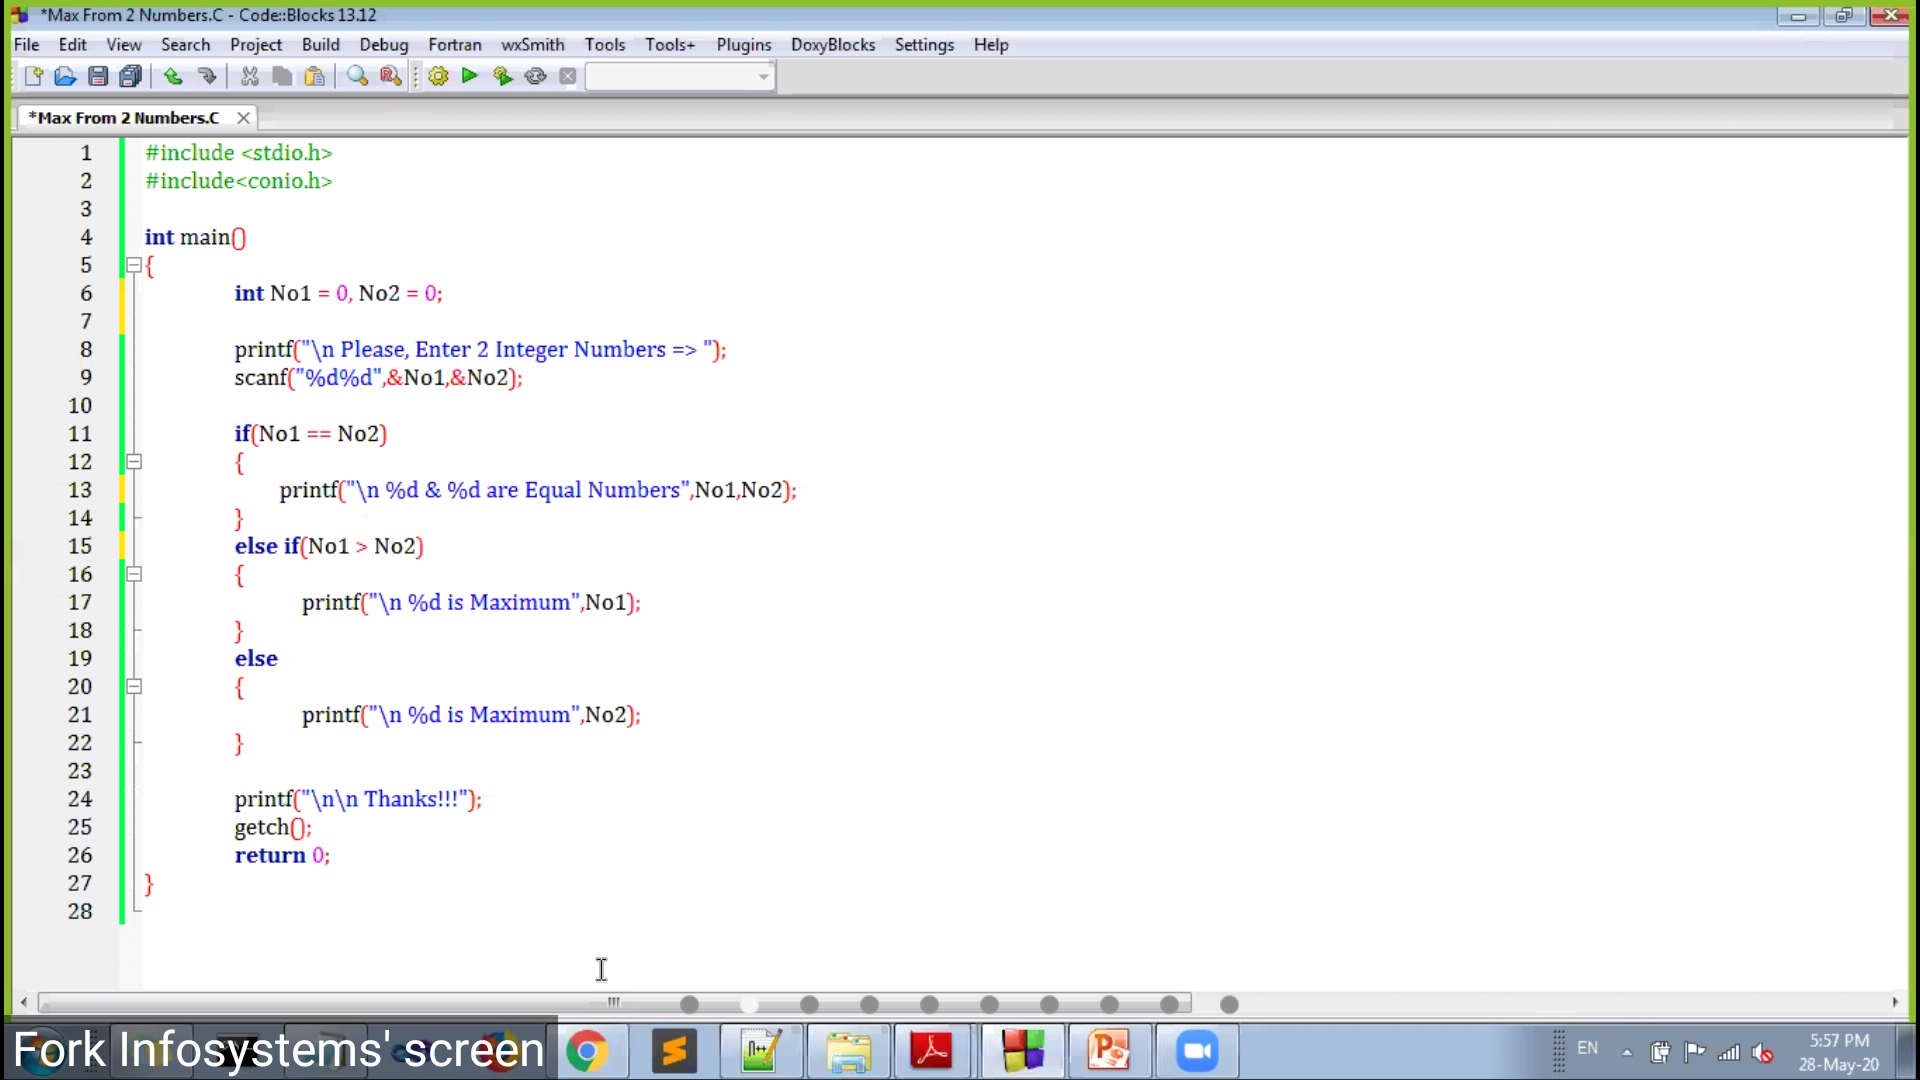 *Max From 2 Numbers.C - Code::Blocks 13.12
File Edit View Search Project Build Debug Fortran wxSmith Tools Tools+ Plugins DoxyBlocks Settings Help
*Max From 2 Numbers.C
1 #include <stdio.h>
2 #include<conio.h>
3
4 int main()
5 {
6 int No1 = 0, No2 = 0;
7
8 printf("\n Please, Enter 2 Integer Numbers => ");
9 scanf("%d%d",&No1,&No2);
10
11 if(No1 == No2)
12 {
13 printf("\n %d & %d are Equal Numbers",No1,No2);
14 }
15 else if(No1 > No2)
16 {
17 printf("\n %d is Maximum",No1);
18 }
19 else
20 {
21 printf("\n %d is Maximum",No2);
22 }
23
24 printf("\n\n Thanks!!!");
25 getch();
26 return 0;
27 }
28
Fork Infosystems' screen
EN
5:57 PM
28-May-20